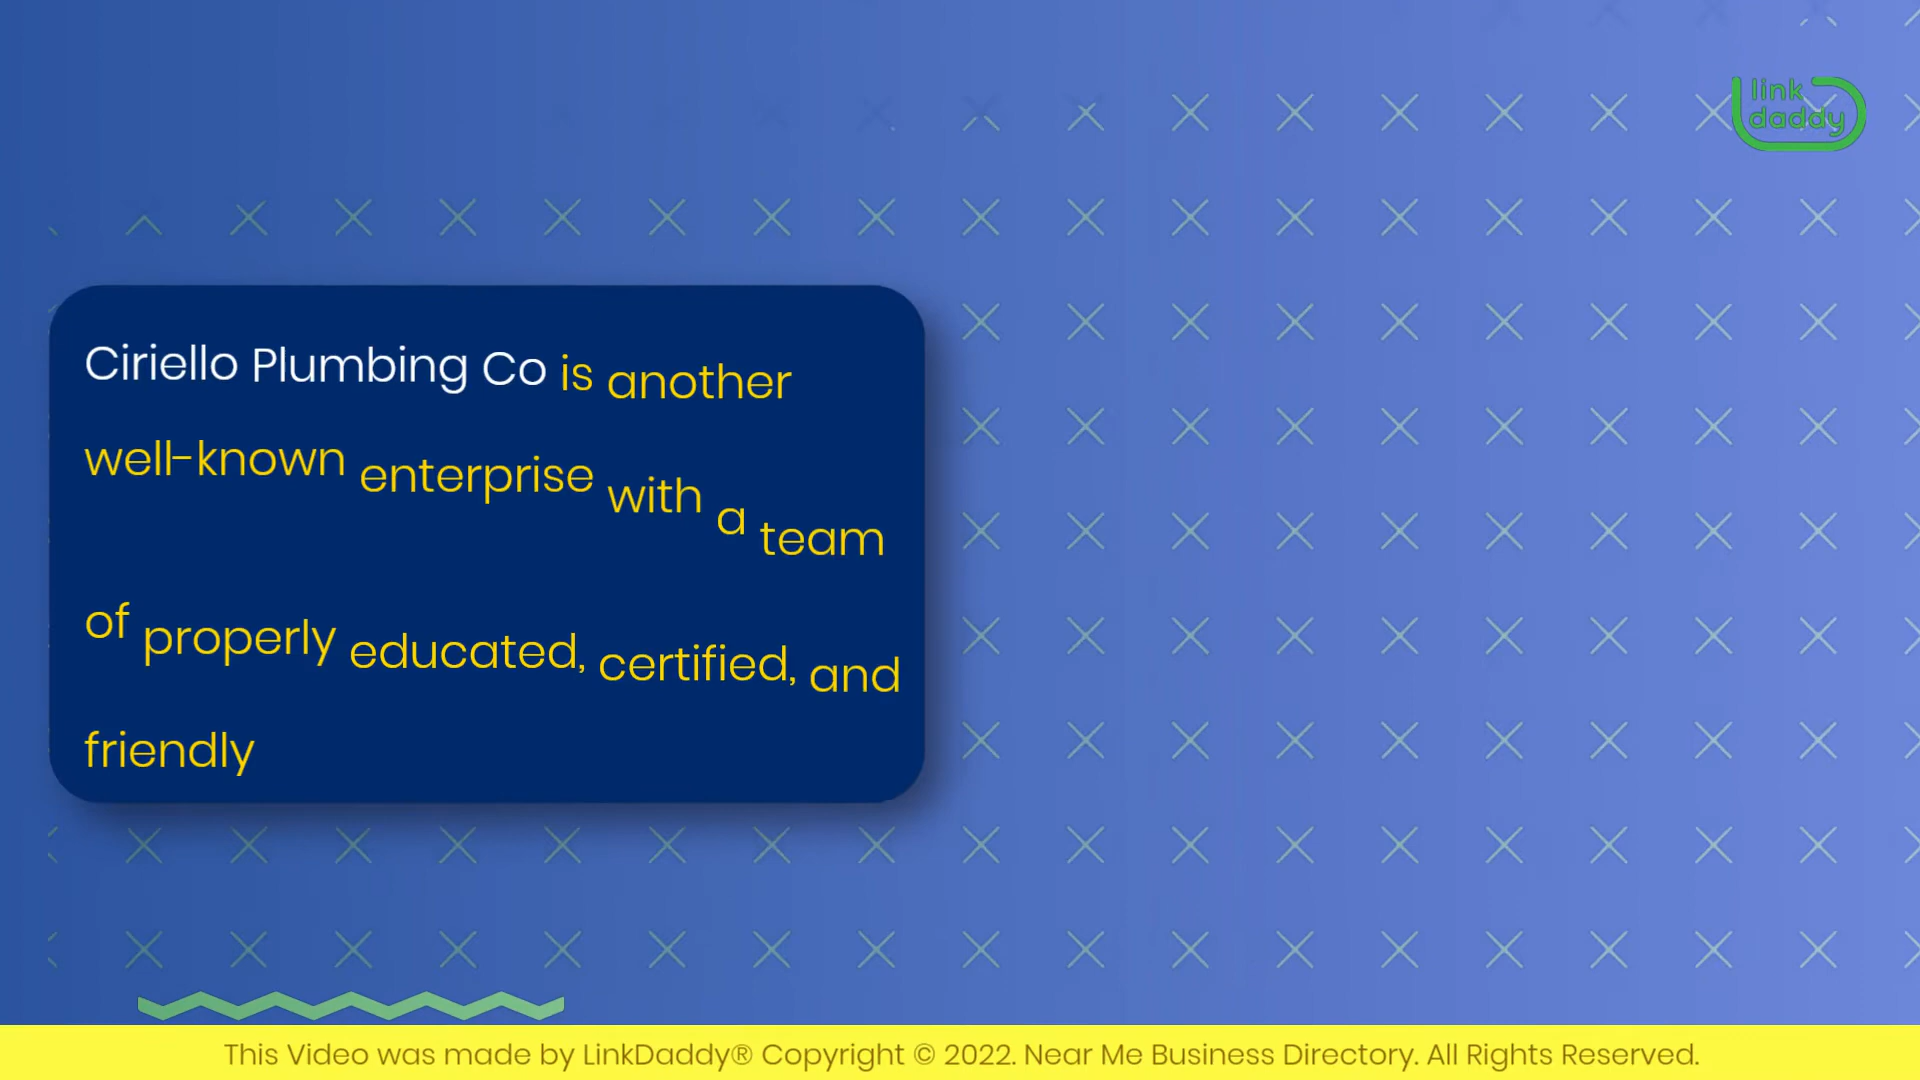 link
daddy
Ciriello Plumbing Co is another
well-known enterprise with a team
of properly educated, certified, and
friendly
This Video was made by LinkDaddy® Copyright © 2022. Near Me Business Directory. All Rights Reserved.